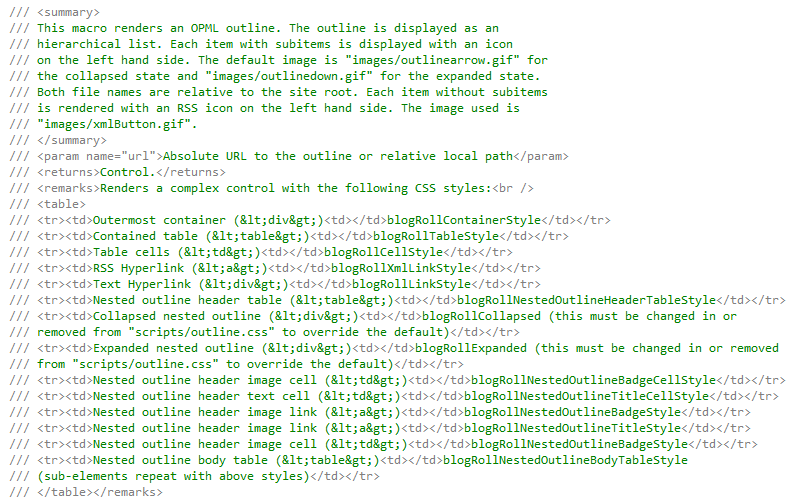 /// <summary>
/// This macro renders an OPML outline. The outline is displayed as an
/// hierarchical list. Each item with subitems is displayed with an icon
/// on the left hand side. The default image is "images/outlinearrow.gif" for
/// the collapsed state and "images/outlinedown.gif" for the expanded state.
/// Both file names are relative to the site root. Each item without subitems
/// is rendered with an RSS icon on the left hand side. The image used is
/// "images/xmlButton.gif".
/// </summary>
/// <param name="url">Absolute URL to the outline or relative local path</param>
/// <returns>Control.</returns>
/// <remarks>Renders a complex control with the following CSS styles:<br />
/// <table>
/// <tr><td>Outermost container (&lt;div&gt;)<td></td>blogRollContainerStyle</td></tr>
/// <tr><td>Contained table (&lt;table&gt;)<td></td>blogRollTableStyle</td></tr>
/// <tr><td>Table cells (&lt;td&gt;)<td></td>blogRollCellStyle</td></tr>
/// <tr><td>RSS Hyperlink (&lt;a&gt;)<td></td>blogRollXmlLinkStyle</td></tr>
/// <tr><td>Text Hyperlink (&lt;div&gt;)<td></td>blogRollLinkStyle</td></tr>
/// <tr><td>Nested outline header table (&lt;table&gt;)<td></td>blogRollNestedOutlineHeaderTableStyle</td></tr>
/// <tr><td>Collapsed nested outline (&lt;div&gt;)<td></td>blogRollCollapsed (this must be changed in or
/// removed from "scripts/outline.css" to override the default)</td></tr>
/// <tr><td>Expanded nested outline (&lt;div&gt;)<td></td>blogRollExpanded (this must be changed in or removed
/// from "scripts/outline.css" to override the default)</td></tr>
/// <tr><td>Nested outline header image cell (&lt;td&gt;)<td></td>blogRollNestedOutlineBadgeCellStyle</td></tr>
/// <tr><td>Nested outline header text cell (&lt;td&gt;)<td></td>blogRollNestedOutlineTitleCellStyle</td></tr>
/// <tr><td>Nested outline header image link (&lt;a&gt;)<td></td>blogRollNestedOutlineBadgeStyle</td></tr>
/// <tr><td>Nested outline header image link (&lt;a&gt;)<td></td>blogRollNestedOutlineTitleStyle</td></tr>
/// <tr><td>Nested outline header image cell (&lt;td&gt;)<td></td>blogRollNestedOutlineBadgeStyle</td></tr>
/// <tr><td>Nested outline body table (&lt;table&gt;)<td></td>blogRollNestedOutlineBodyTableStyle
/// (sub-elements repeat with above styles)</td></tr>
/// </table></remarks>